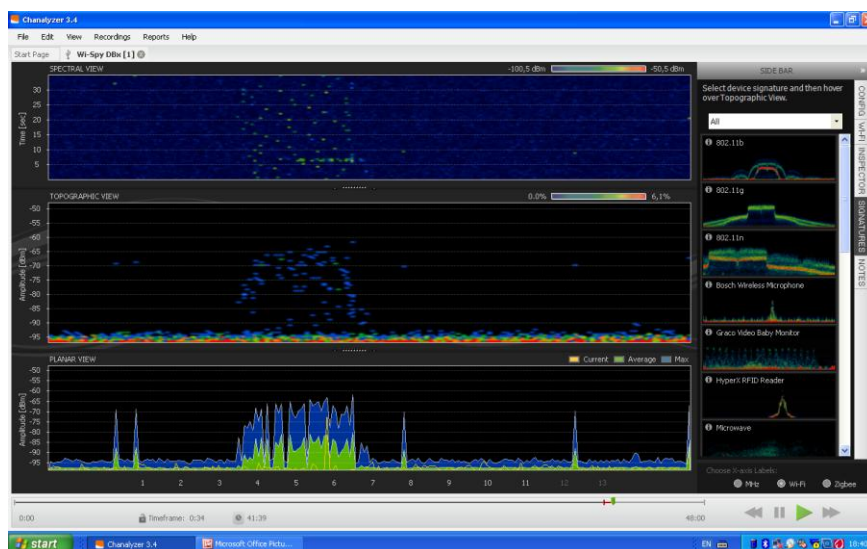 Chanalyzer 3.4
File Edit View Recordings Reports Help
Start Page Wi-Spy DBx [1]
SPECTRAL VIEW -100,5 dBm -50,5 dBm
Time [sec]
30
25
20
15
10
5
TOPOGRAPHIC VIEW 0.0% 6,1%
Amplitude [dBm]
-50
-55
-60
-65
-70
-75
-80
-85
-90
-95
PLANAR VIEW Current Average Max
Amplitude [dBm]
-50
-55
-60
-65
-70
-75
-80
-85
-90
-95
1 2 3 4 5 6 7 8 9 10 11 12 13
SIDE BAR
Select device signature and then hover
over Topographic View.
All
802.11b
802.11g
802.11n
Bosch Wireless Microphone
Graco Video Baby Monitor
HyperX RFID Reader
Microwave
Choose X-axis Labels:
MHz Wi-Fi Zigbee
CONFIG
WI-FI
INSPECTOR
SIGNATURES
NOTES
0:00 Timeframe: 0:34 41:39 48:00
start Chanalyzer 3.4 Microsoft Office Pictu... EN